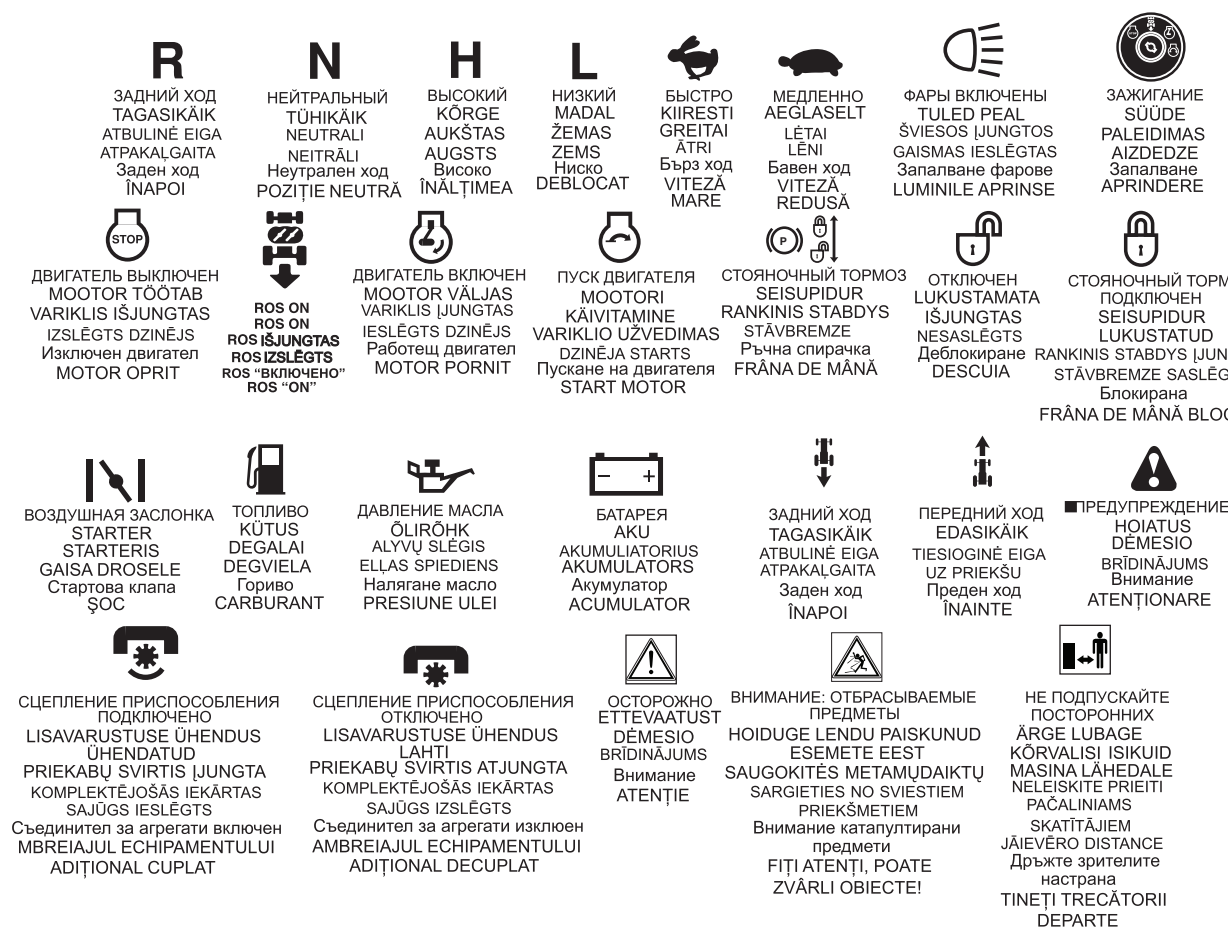 R
ЗАДНИЙ ХОД
TAGASIKÄIK
ATBULINĖ EIGA
ATPAKAĻGAITA
Заден ход
ÎNAPOI
N
НЕЙТРАЛЬНЫЙ
TÜHIKÄIK
NEUTRALI
NEITRĀLI
Неутрален ход
POZIȚIE NEUTRĂ
H
ВЫСОКИЙ
KÕRGE
AUKŠTAS
AUGSTS
Високо
ÎNĂLȚIMEA
L
НИЗКИЙ
MADAL
ŽEMAS
ZEMS
Ниско
DEBLOCAT
БЫСТРО
KIIRESTI
GREITAI
ĀTRI
Бърз ход
VITEZĂ
MARE
МЕДЛЕННО
AEGLASELT
LĖTAI
LĒNI
Бавен ход
VITEZĂ
REDUSĂ
ФАРЫ ВКЛЮЧЕНЫ
TULED PEAL
ŠVIESOS ĮJUNGTOS
GAISMAS IESLĒGTAS
Запалване фарове
LUMINILE APRINSE
ЗАЖИГАНИЕ
SÜÜDE
PALEIDIMAS
AIZDEDZE
Запалване
APRINDERE
STOP
ДВИГАТЕЛЬ ВЫКЛЮЧЕН
MOOTOR TÖÖTAB
VARIKLIS IŠJUNGTAS
IZSLĒGTS DZINĒJS
Изключен двигател
MOTOR OPRIT
ROS ON
ROS ON
ROS IŠJUNGTAS
ROS IZSLĒGTS
ROS “ВКЛЮЧЕНО”
ROS “ON”
ДВИГАТЕЛЬ ВКЛЮЧЕН
MOOTOR VÄLJAS
VARIKLIS ĮJUNGTAS
IESLĒGTS DZINĒJS
Работещ двигател
MOTOR PORNIT
ПУСК ДВИГАТЕЛЯ
MOOTORI
KÄIVITAMINE
VARIKLIO UŽVEDIMAS
DZINĒJA STARTS
Пускане на двигателя
START MOTOR
P
СТОЯНОЧНЫЙ ТОРМОЗ
SEISUPIDUR
RANKINIS STABDYS
STĀVBREMZE
Ръчна спирачка
FRÂNA DE MÂNĂ
ОТКЛЮЧЕН
LUKUSTAMATA
IŠJUNGTAS
NESASLĒGTS
Деблокиране
DESCUIA
СТОЯНОЧНЫЙ ТОРМ
ПОДКЛЮЧЕН
SEISUPIDUR
LUKUSTATUD
RANKINIS STABDYS ĮJUN
STĀVBREMZE SASLĒG
Блокирана
FRÂNA DE MÂNĂ BLOC
ВОЗДУШНАЯ ЗАСЛОНКА
STARTER
STARTERIS
GAISA DROSELE
Стартова клапа
ȘOC
ТОПЛИВО
KÜTUS
DEGALAI
DEGVIELA
Гориво
CARBURANT
ДАВЛЕНИЕ МАСЛА
ÕLIRÕHK
ALYVŲ SLĖGIS
EĻĻAS SPIEDIENS
Налягане масло
PRESIUNE ULEI
БАТАРЕЯ
AKU
AKUMULIATORIUS
AKUMULATORS
Акумулатор
ACUMULATOR
ЗАДНИЙ ХОД
TAGASIKÄIK
ATBULINĖ EIGA
ATPAKAĻGAITA
Заден ход
ÎNAPOI
ПЕРЕДНИЙ ХОД
EDASIKÄIK
TIESIOGINĖ EIGA
UZ PRIEKŠU
Преден ход
ÎNAINTE
ПРЕДУПРЕЖДЕНИЕ
HOIATUS
DĖMESIO
BRĪDINĀJUMS
Внимание
ATENȚIONARE
СЦЕПЛЕНИЕ ПРИСПОСОБЛЕНИЯ
ПОДКЛЮЧЕНО
LISAVARUSTUSE ÜHENDUS
ÜHENDATUD
PRIEKABŲ SVIRTIS ĮJUNGTA
KOMPLEKTĒJOŠĀS IEKĀRTAS
SAJŪGS IESLĒGTS
Съединител за агрегати включен
MBREIAJUL ECHIPAMENTULUI
ADIȚIONAL CUPLAT
СЦЕПЛЕНИЕ ПРИСПОСОБЛЕНИЯ
ОТКЛЮЧЕНО
LISAVARUSTUSE ÜHENDUS
LAHTI
PRIEKABŲ SVIRTIS ATJUNGTA
KOMPLEKTĒJOŠĀS IEKĀRTAS
SAJŪGS IZSLĒGTS
Съединител за агрегати изклюен
AMBREIAJUL ECHIPAMENTULUI
ADIȚIONAL DECUPLAT
ОСТОРОЖНО
ETTEVAATUST
DĖMESIO
BRĪDINĀJUMS
Внимание
ATENȚIE
ВНИМАНИЕ: ОТБРАСЫВАЕМЫЕ
ПРЕДМЕТЫ
HOIDUGE LENDU PAISKUNUD
ESEMETE EEST
SAUGOKITĖS METAMŲDAIKTŲ
SARGIETIES NO SVIESTIEM
PRIEKŠMETIEM
Внимание катапултирани
предмети
FIȚI ATENȚI, POATE
ZVÂRLI OBIECTE!
НЕ ПОДПУСКАЙТЕ
ПОСТОРОННИХ
ÄRGE LUBAGE
KÕRVALISI ISIKUID
MASINA LÄHEDALE
NELEISKITE PRIEITI
PAČALINIAMS
SKATĪTĀJIEM
JĀIEVĒRO DISTANCE
Дръжте зрителите
настрана
TINEȚI TRECĂTORII
DEPARTE